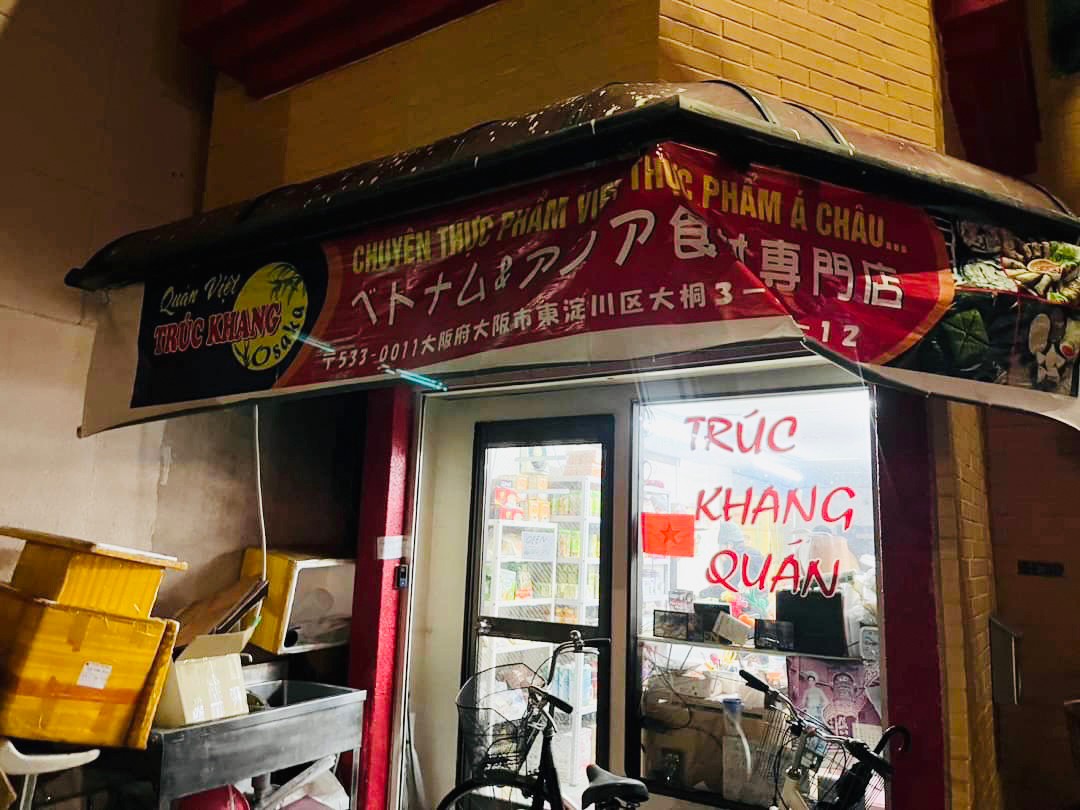 CHUYÊN THỰC PHẨM VIỆT THỰC PHẨM Á CHÂU...
ベトナム&アジア食材専門店
〒533-0011大阪府大阪市東淀川区大桐3-
-12
Quán Việt
TRÚC KHANG
Osaka
TRÚC
KHANG
QUÁN